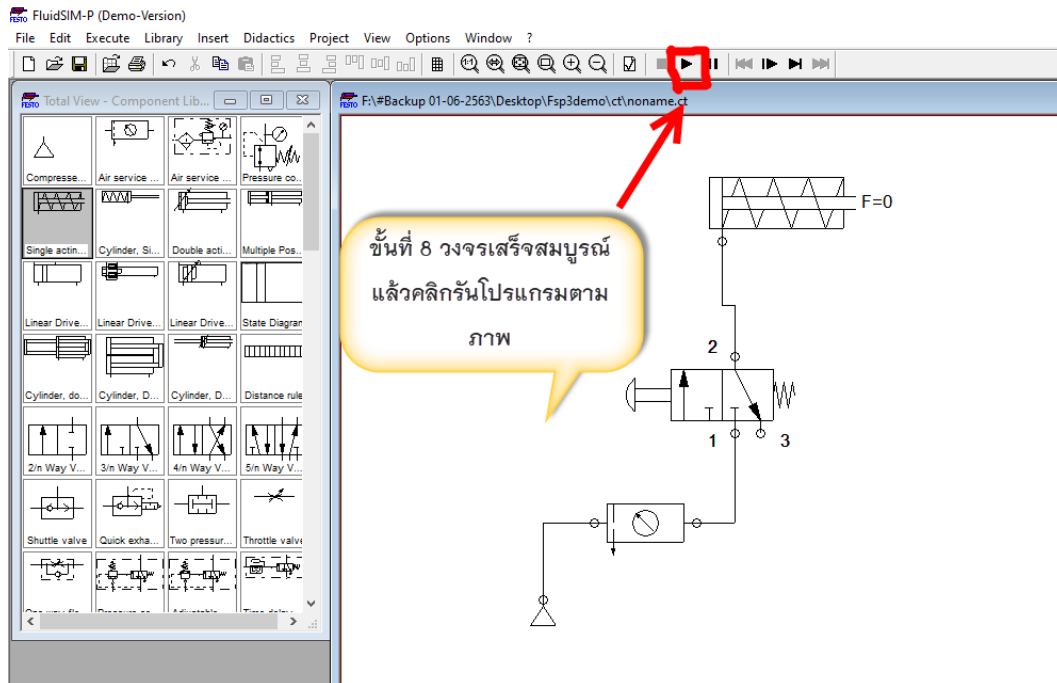 FluidSIM-P (Demo-Version)
File Edit Execute Library Insert Didactics Project View Options Window ?
FESTO Total View - Component Lib...
FESTO F:\#Backup 01-06-2563\Desktop\Fsp3demo\ct\noname.ct
Compresse... Air service ... Air service ... Pressure co...
Single actin... Cylinder, Si... Double acti... Multiple Pos...
Linear Drive... Linear Drive... Linear Drive... State Diagran
Cylinder, do... Cylinder, D... Cylinder, D... Distance rule
2/n Way V... 3/n Way V... 4/n Way V... 5/n Way V...
Shuttle valve Quick exha... Two pressur... Throttle valve
ขั้นที่ 8 วงจรเสร็จสมบูรณ์
แล้วคลิกรันโปรแกรมตาม
ภาพ
F=0
2
1 3